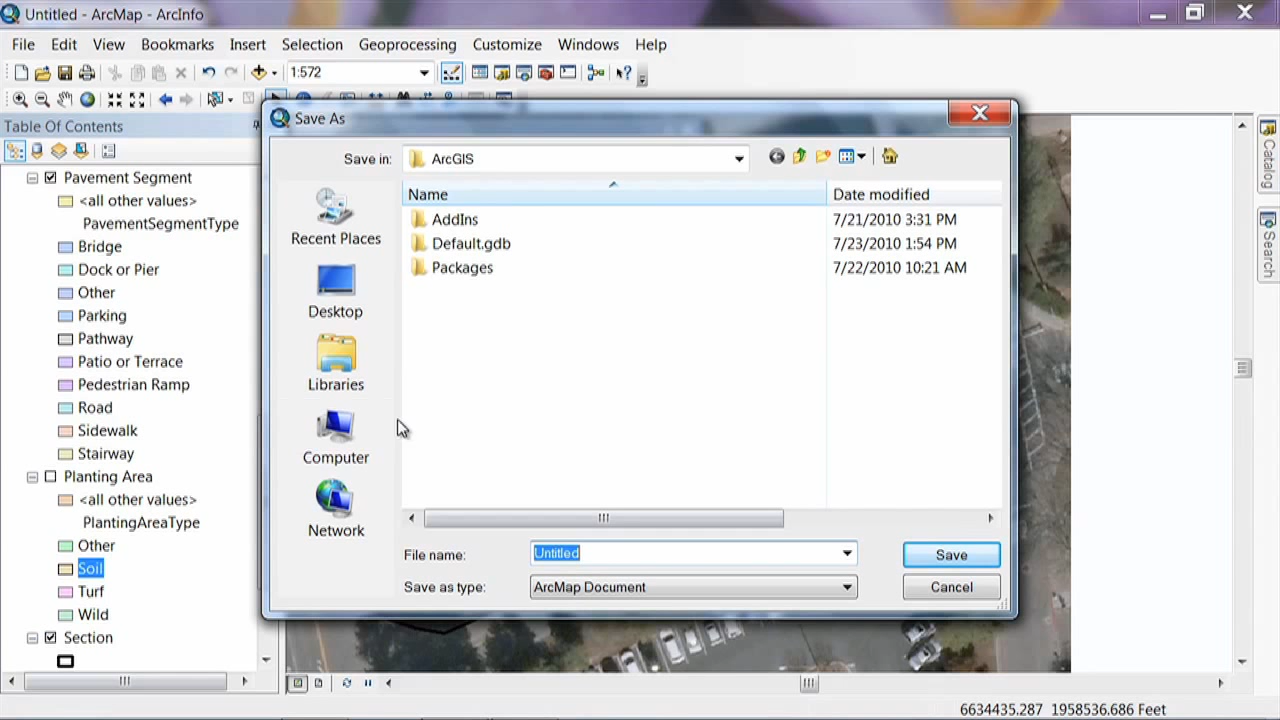 Untitled - ArcMap - ArcInfo
File Edit View Bookmarks Insert Selection Geoprocessing Customize Windows Help
1:572
Table Of Contents
Pavement Segment
<all other values>
PavementSegmentType
Bridge
Dock or Pier
Other
Parking
Pathway
Patio or Terrace
Pedestrian Ramp
Road
Sidewalk
Stairway
Planting Area
<all other values>
PlantingAreaType
Other
Soil
Turf
Wild
Section
Save As
Save in: ArcGIS
Recent Places
Desktop
Libraries
Computer
Network
Name Date modified
AddIns 7/21/2010 3:31 PM
Default.gdb 7/23/2010 1:54 PM
Packages 7/22/2010 10:21 AM
File name: Untitled Save
Save as type: ArcMap Document Cancel
Catalog
Search
6634435.287 1958536.686 Feet